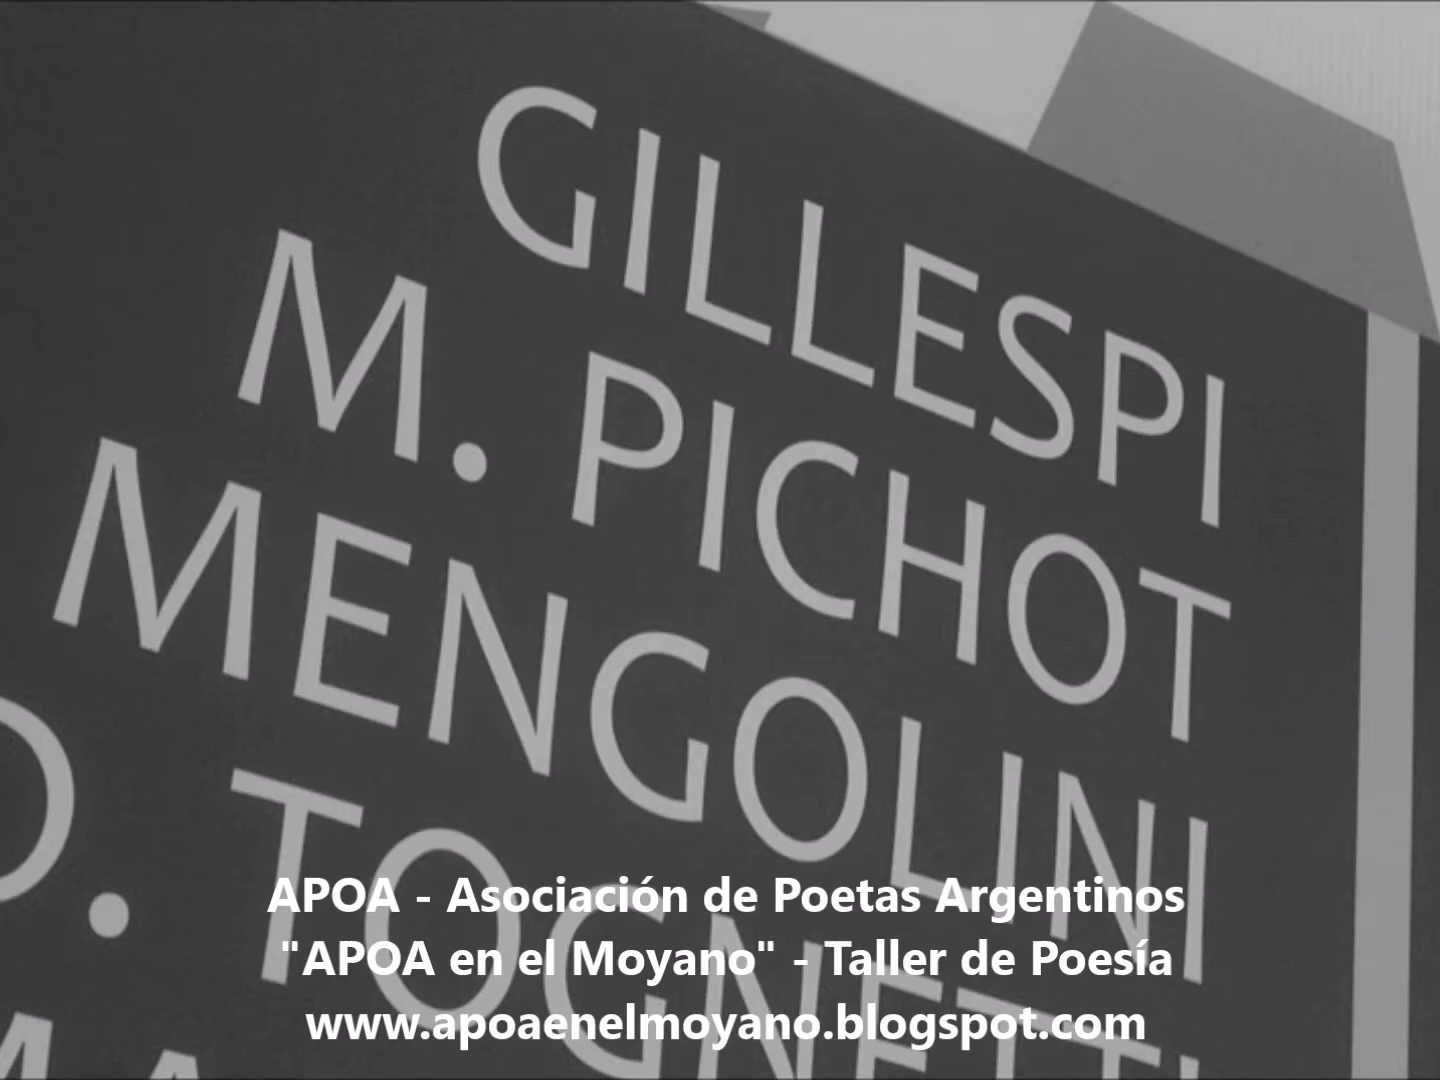 GILLESPI
M. PICHOT
MENGOLINI
D. TOGNETTI
APOA - Asociación de Poetas Argentinos
"APOA en el Moyano" - Taller de Poesía
www.apoaenelmoyano.blogspot.com